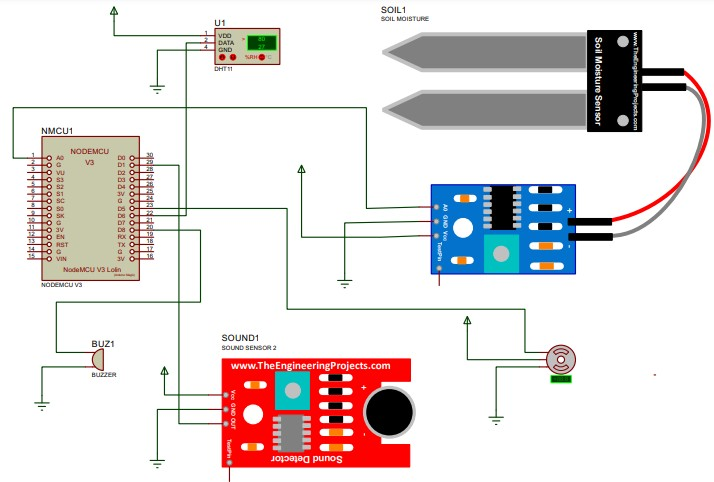 SOIL1
SOIL MOISTURE
U1
1 VDD
2 DATA
4 GND
80
27
%RH
°C
DHT11
Soil Moisture Sensor
www.TheEngineeringProjects.com
NMCU1
NODEMCU
V3
1 A0 D0 30
2 G D1 29
3 VU D2 28
4 S3 D3 27
5 S2 D4 26
6 S1 3V 25
7 SC G 24
8 S0 D5 23
9 SK D6 22
10 G D7 21
11 3V D8 20
12 EN RX 19
13 RST TX 18
14 G G 17
15 VIN 3V 16
NodeMCU V3 Lolin
NODEMCU V3
A0
GND
Vcc
TestPin
+
-
BUZ1
BUZZER
SOUND1
SOUND SENSOR 2
www.TheEngineeringProjects.com
Vcc
GND
OUT
TestPin
+
-
Sound Detector